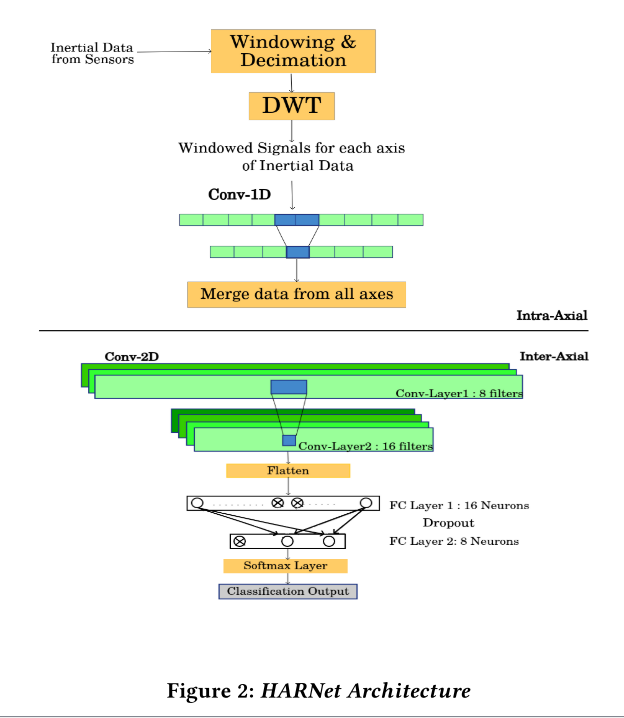 Inertial Data
from Sensors
Windowing &
Decimation
DWT
Windowed Signals for each axis
of Inertial Data
Conv-1D
Merge data from all axes
Intra-Axial
Conv-2D
Inter-Axial
Conv-Layer1 : 8 filters
Conv-Layer2 : 16 filters
Flatten
FC Layer 1 : 16 Neurons
Dropout
FC Layer 2: 8 Neurons
Softmax Layer
Classification Output
Figure 2: HARNet Architecture